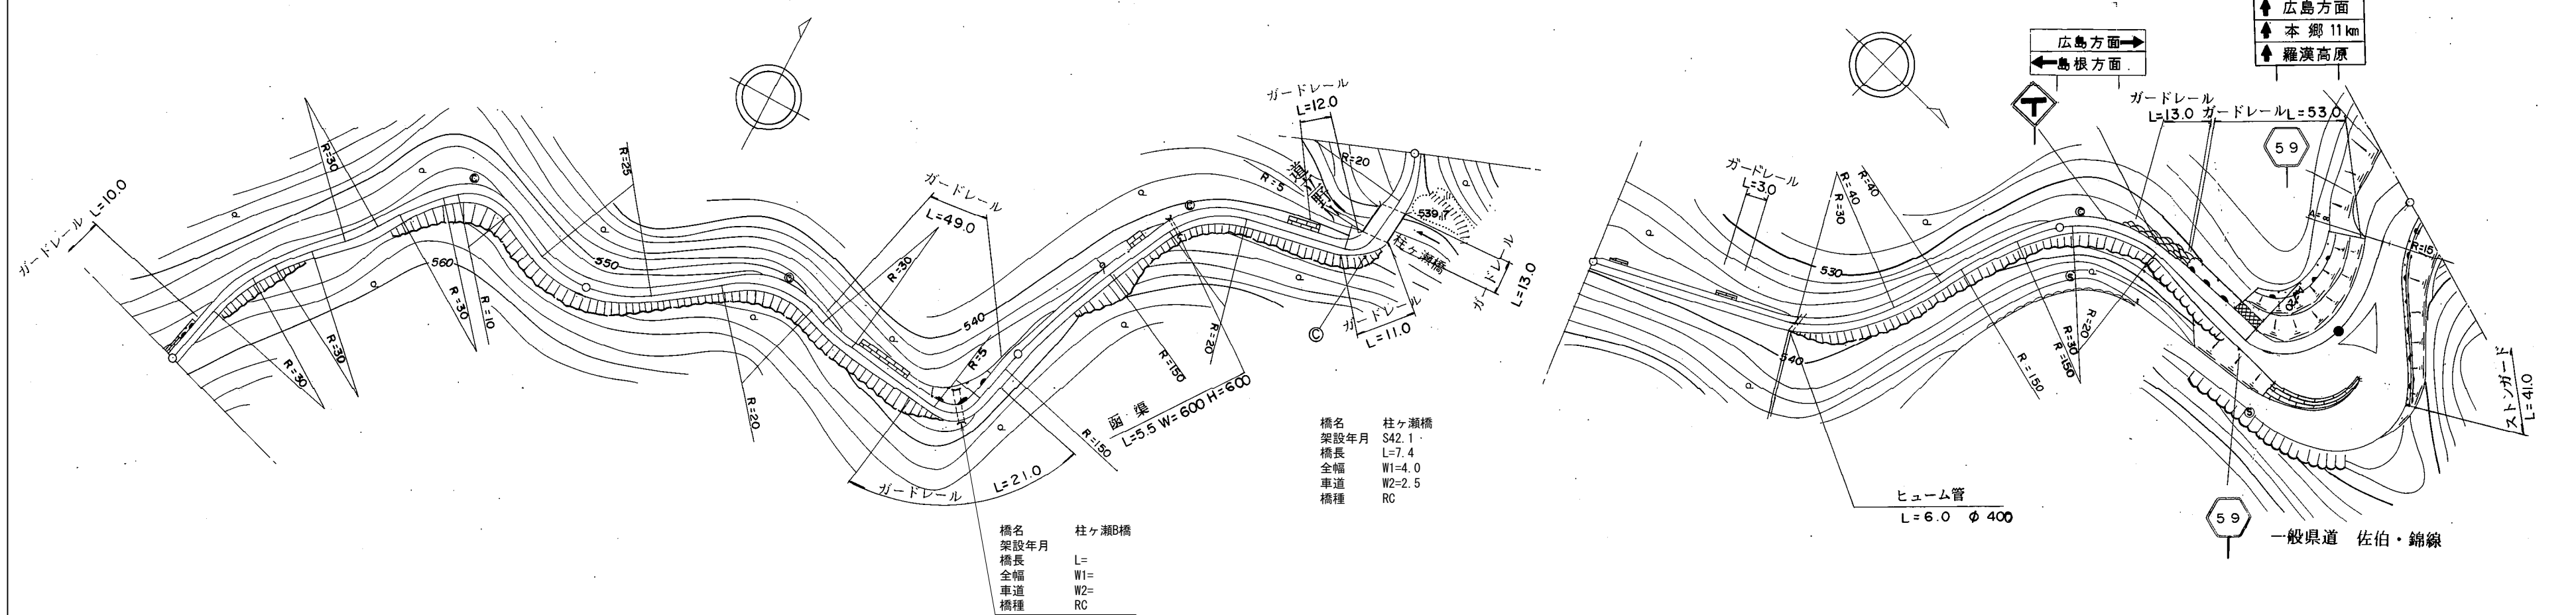 ガードレール
L=10.0
R=30
R=30
R=30
560
R=30
R=10
R=25
550
R=20
ガードレール
L=49.0
R=30
540
R=5
ガードレール
L=21.0
R=150
函渠
L=5.5 W=600 H=600
R=150
R=20
ガードレール
L=12.0
R=20
R=5
539.7
柱ヶ瀬橋
ガードレール
L=13.0
ガードレール
L=11.0
C
C
C
C
橋名 柱ヶ瀬B橋
架設年月
橋長 L=
全幅 W1=
車道 W2=
橋種 RC
橋名 柱ヶ瀬橋
架設年月 S42.1
橋長 L=7.4
全幅 W1=4.0
車道 W2=2.5
橋種 RC
ガードレール
L=3.0
R=40
R=30
R=40
530
540
ヒューム管
L=6.0 φ400
R=150
R=30
R=150
R=20
C
S
S
広島方面
島根方面
広島方面
本郷 11km
羅漢高原
ガードレール
L=13.0
ガードレール L=53.0
59
R=15
ストンガード
L=41.0
59
一般県道 佐伯・錦線